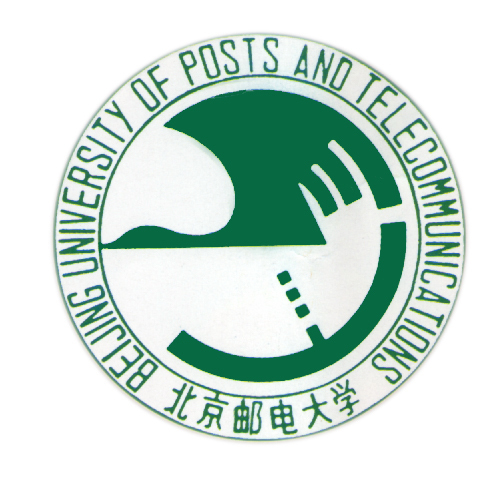 BEIJING UNIVERSITY OF POSTS AND TELECOMMUNICATIONS
北京邮电大学